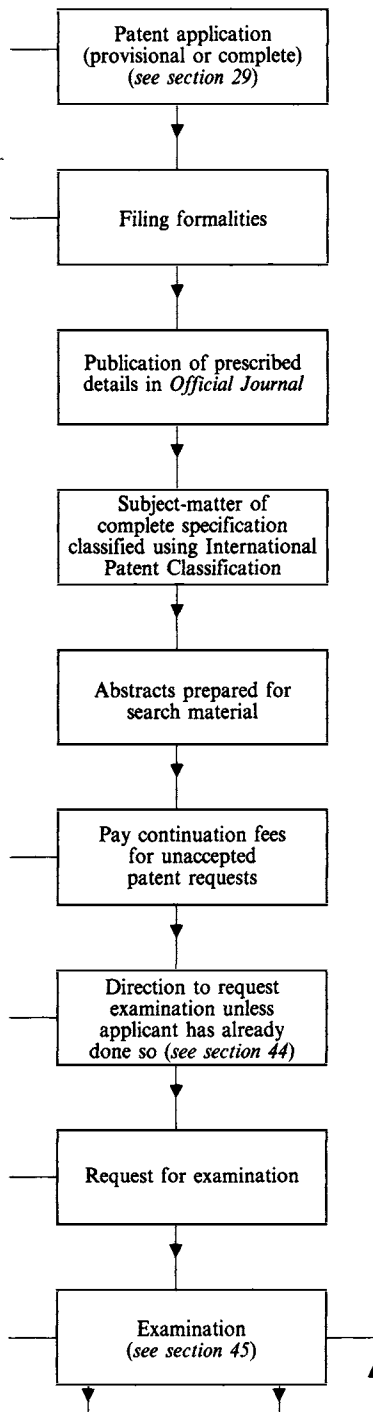 Patent application
(provisional or complete)
(see section 29)
Filing formalities
Publication of prescribed
details in Official Journal
Subject-matter of
complete specification
classified using International
Patent Classification
Abstracts prepared for
search material
Pay continuation fees
for unaccepted
patent requests
Direction to request
examination unless
applicant has already
done so (see section 44)
Request for examination
Examination
(see section 45)